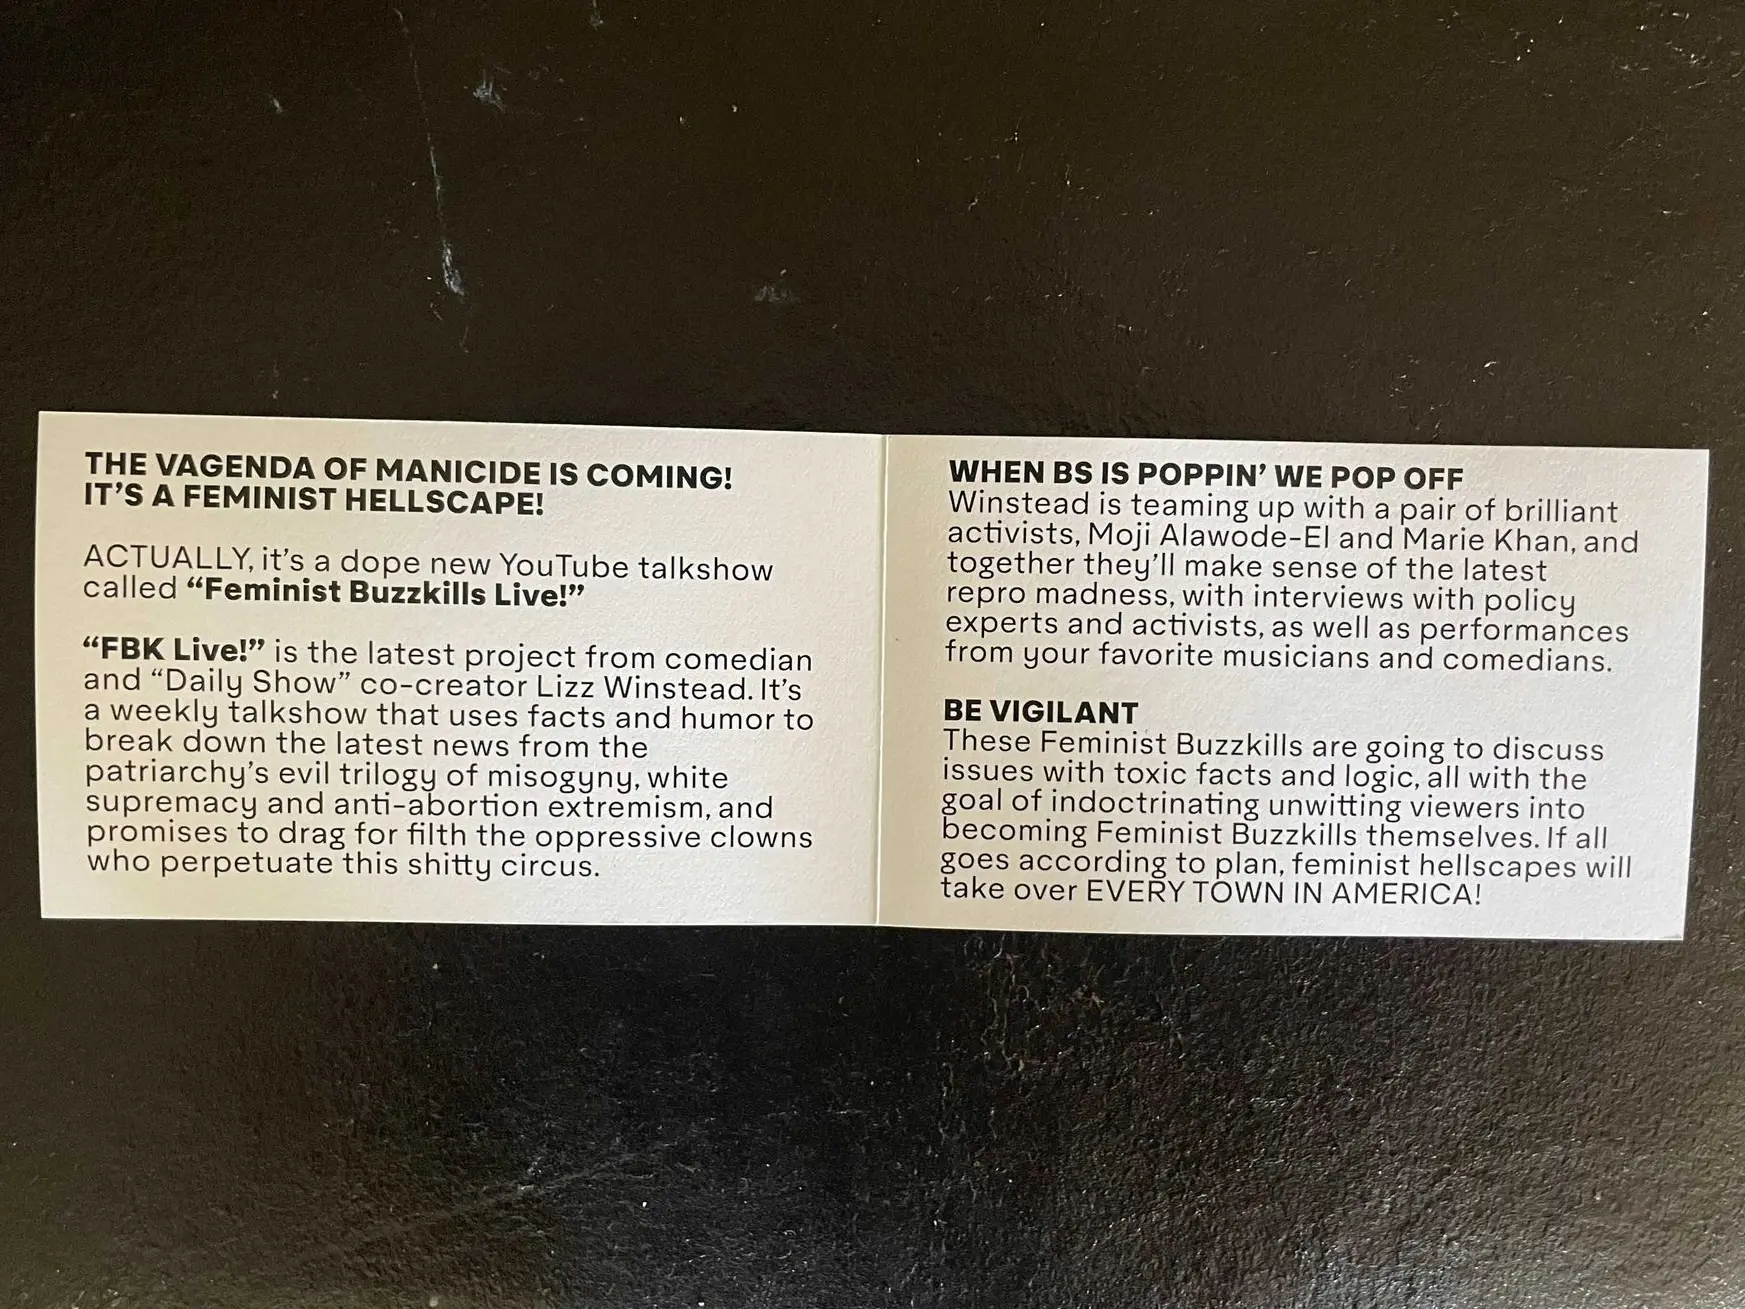 THE VAGENDA OF MANICIDE IS COMING!
IT’S A FEMINIST HELLSCAPE!
ACTUALLY, it’s a dope new YouTube talkshow
called “Feminist Buzzkills Live!”
“FBK Live!” is the latest project from comedian
and “Daily Show” co-creator Lizz Winstead. It’s
a weekly talkshow that uses facts and humor to
break down the latest news from the
patriarchy’s evil trilogy of misogyny, white
supremacy and anti-abortion extremism, and
promises to drag for filth the oppressive clowns
who perpetuate this shitty circus.
WHEN BS IS POPPIN’ WE POP OFF
Winstead is teaming up with a pair of brilliant
activists, Moji Alawode-El and Marie Khan, and
together they’ll make sense of the latest
repro madness, with interviews with policy
experts and activists, as well as performances
from your favorite musicians and comedians.
BE VIGILANT
These Feminist Buzzkills are going to discuss
issues with toxic facts and logic, all with the
goal of indoctrinating unwitting viewers into
becoming Feminist Buzzkills themselves. If all
goes according to plan, feminist hellscapes will
take over EVERY TOWN IN AMERICA!